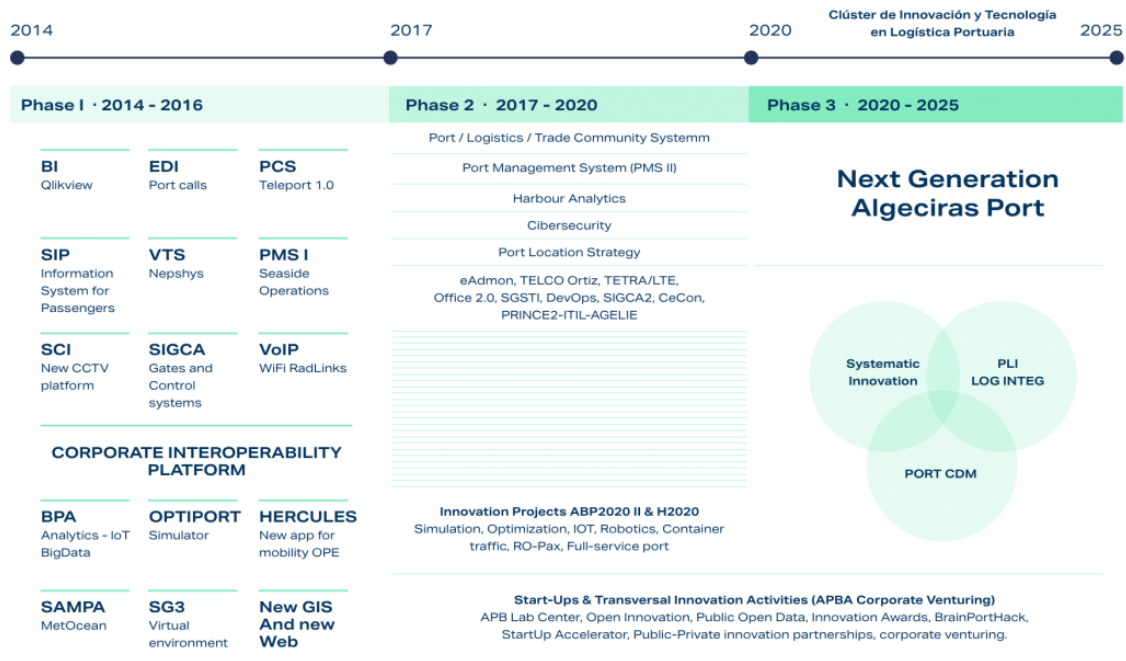 2014
2017
2020
Clúster de Innovación y Tecnología
en Logística Portuaria
2025
Phase I · 2014 - 2016
Phase 2 · 2017 - 2020
Phase 3 · 2020 - 2025
BI
Qlikview
EDI
Port calls
PCS
Teleport 1.0
SIP
Information
System for
Passengers
VTS
Nepshys
PMS I
Seaside
Operations
SCI
New CCTV
platform
SIGCA
Gates and
Control
systems
VoIP
WiFi RadLinks
CORPORATE INTEROPERABILITY
PLATFORM
BPA
Analytics - IoT
BigData
OPTIPORT
Simulator
HERCULES
New app for
mobility OPE
SAMPA
MetOcean
SG3
Virtual
environment
New GIS
And new
Web
Port / Logistics / Trade Community Systemm
Port Management System (PMS II)
Harbour Analytics
Cibersecurity
Port Location Strategy
eAdmon, TELCO Ortiz, TETRA/LTE,
Office 2.0, SGSTI, DevOps, SIGCA2, CeCon,
PRINCE2-ITIL-AGELIE
Innovation Projects ABP2020 II & H2020
Simulation, Optimization, IOT, Robotics, Container
traffic, RO-Pax, Full-service port
Next Generation
Algeciras Port
Systematic
Innovation
PLI
LOG INTEG
PORT CDM
Start-Ups & Transversal Innovation Activities (APBA Corporate Venturing)
APB Lab Center, Open Innovation, Public Open Data, Innovation Awards, BrainPortHack,
StartUp Accelerator, Public-Private innovation partnerships, corporate venturing.